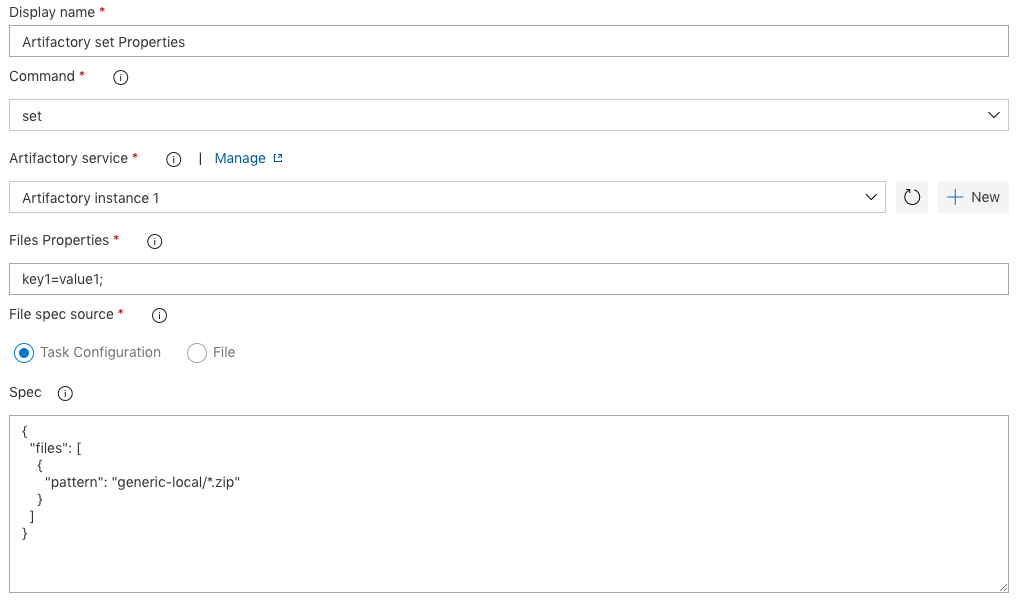 Display name *
Artifactory set Properties
Command *
set
Artifactory service * | Manage
Artifactory instance 1 New
Files Properties *
key1=value1;
File spec source *
Task Configuration File
Spec
{
"files": [
{
"pattern": "generic-local/*.zip"
}
]
}